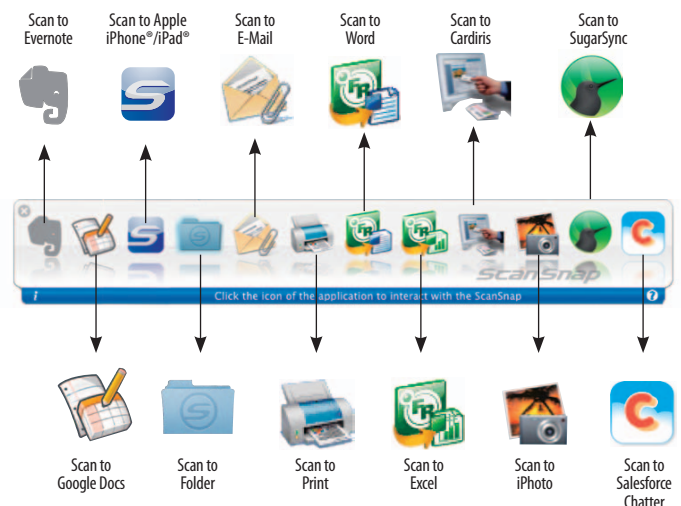 Scan to
Evernote
Scan to Apple
iPhone®/iPad®
Scan to
E-Mail
Scan to
Word
Scan to
Cardiris
Scan to
SugarSync
ScanSnap
Click the icon of the application to interact with the ScanSnap
Scan to
Google Docs
Scan to
Folder
Scan to
Print
Scan to
Excel
Scan to
iPhoto
Scan to
Salesforce
Chatter